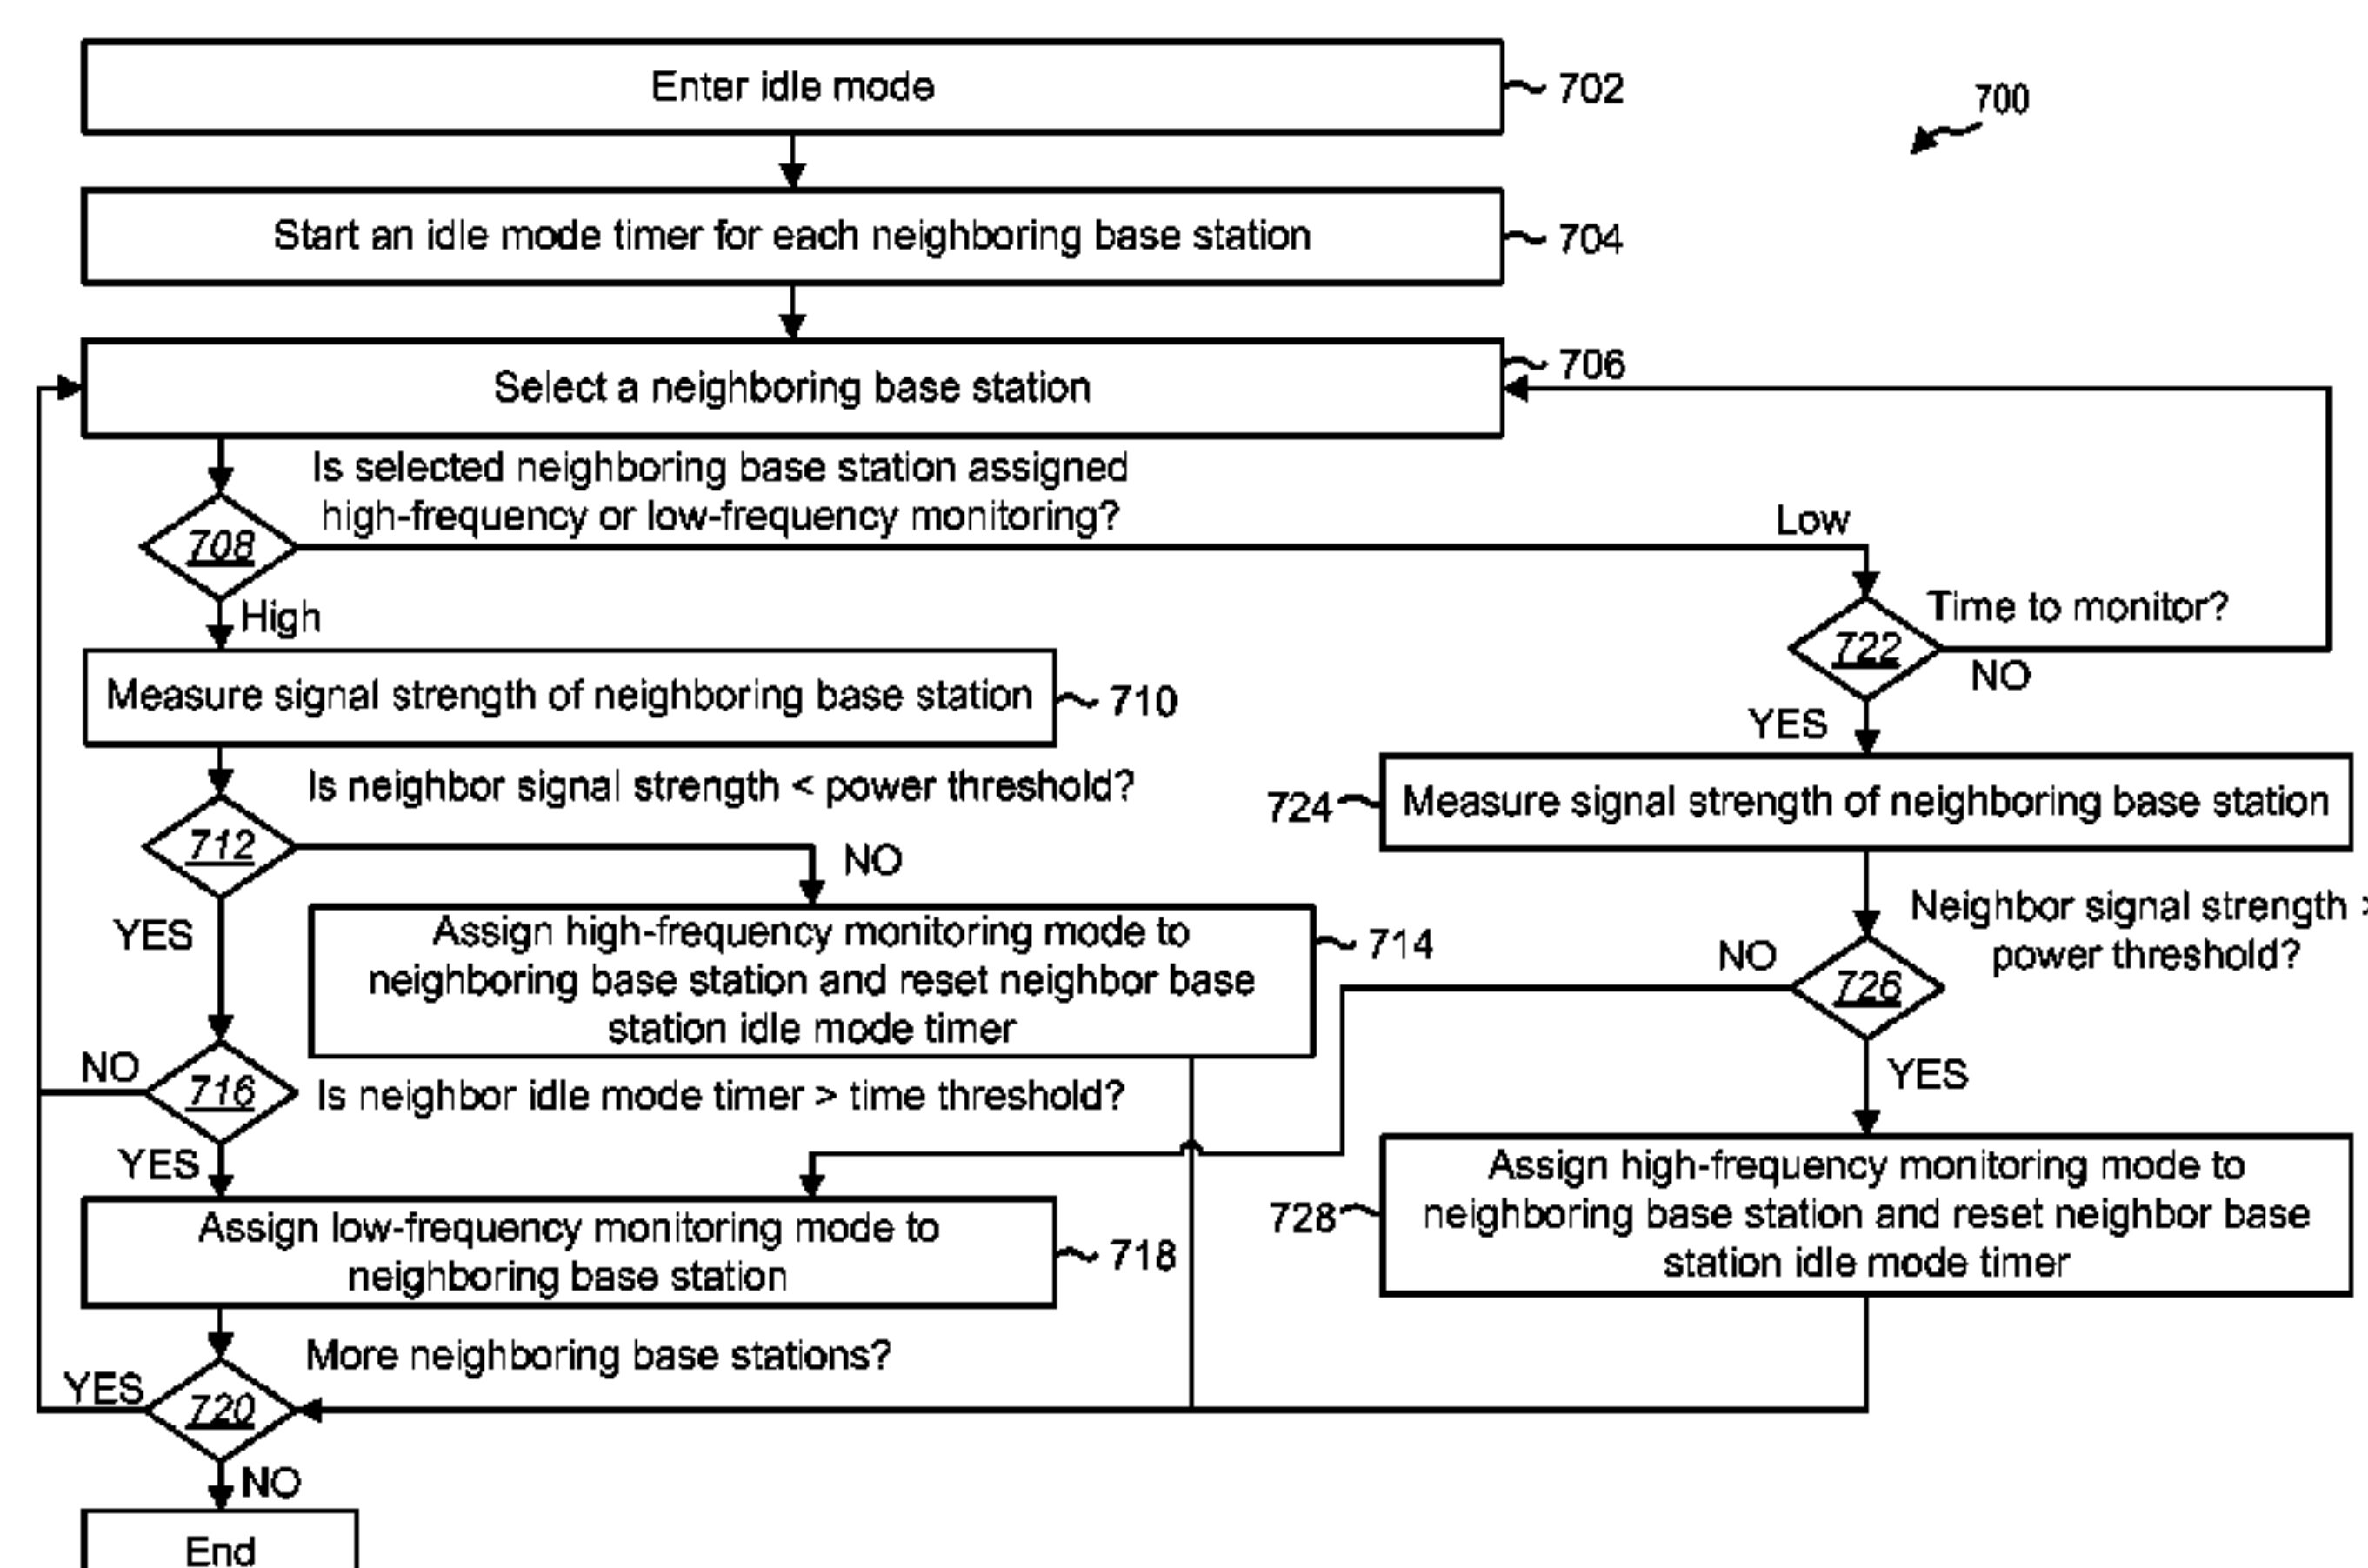 Enter idle mode
702
700
Start an idle mode timer for each neighboring base station
704
Select a neighboring base station
706
Is selected neighboring base station assigned
high-frequency or low-frequency monitoring?
708
Low
High
Time to monitor?
722
NO
YES
Measure signal strength of neighboring base station
710
Is neighbor signal strength < power threshold?
712
NO
YES
724
Measure signal strength of neighboring base station
Neighbor signal strength >
power threshold?
726
NO
YES
Assign high-frequency monitoring mode to
neighboring base station and reset neighbor base
station idle mode timer
714
NO
716
Is neighbor idle mode timer > time threshold?
YES
Assign low-frequency monitoring mode to
neighboring base station
718
728
Assign high-frequency monitoring mode to
neighboring base station and reset neighbor base
station idle mode timer
More neighboring base stations?
YES
720
NO
End